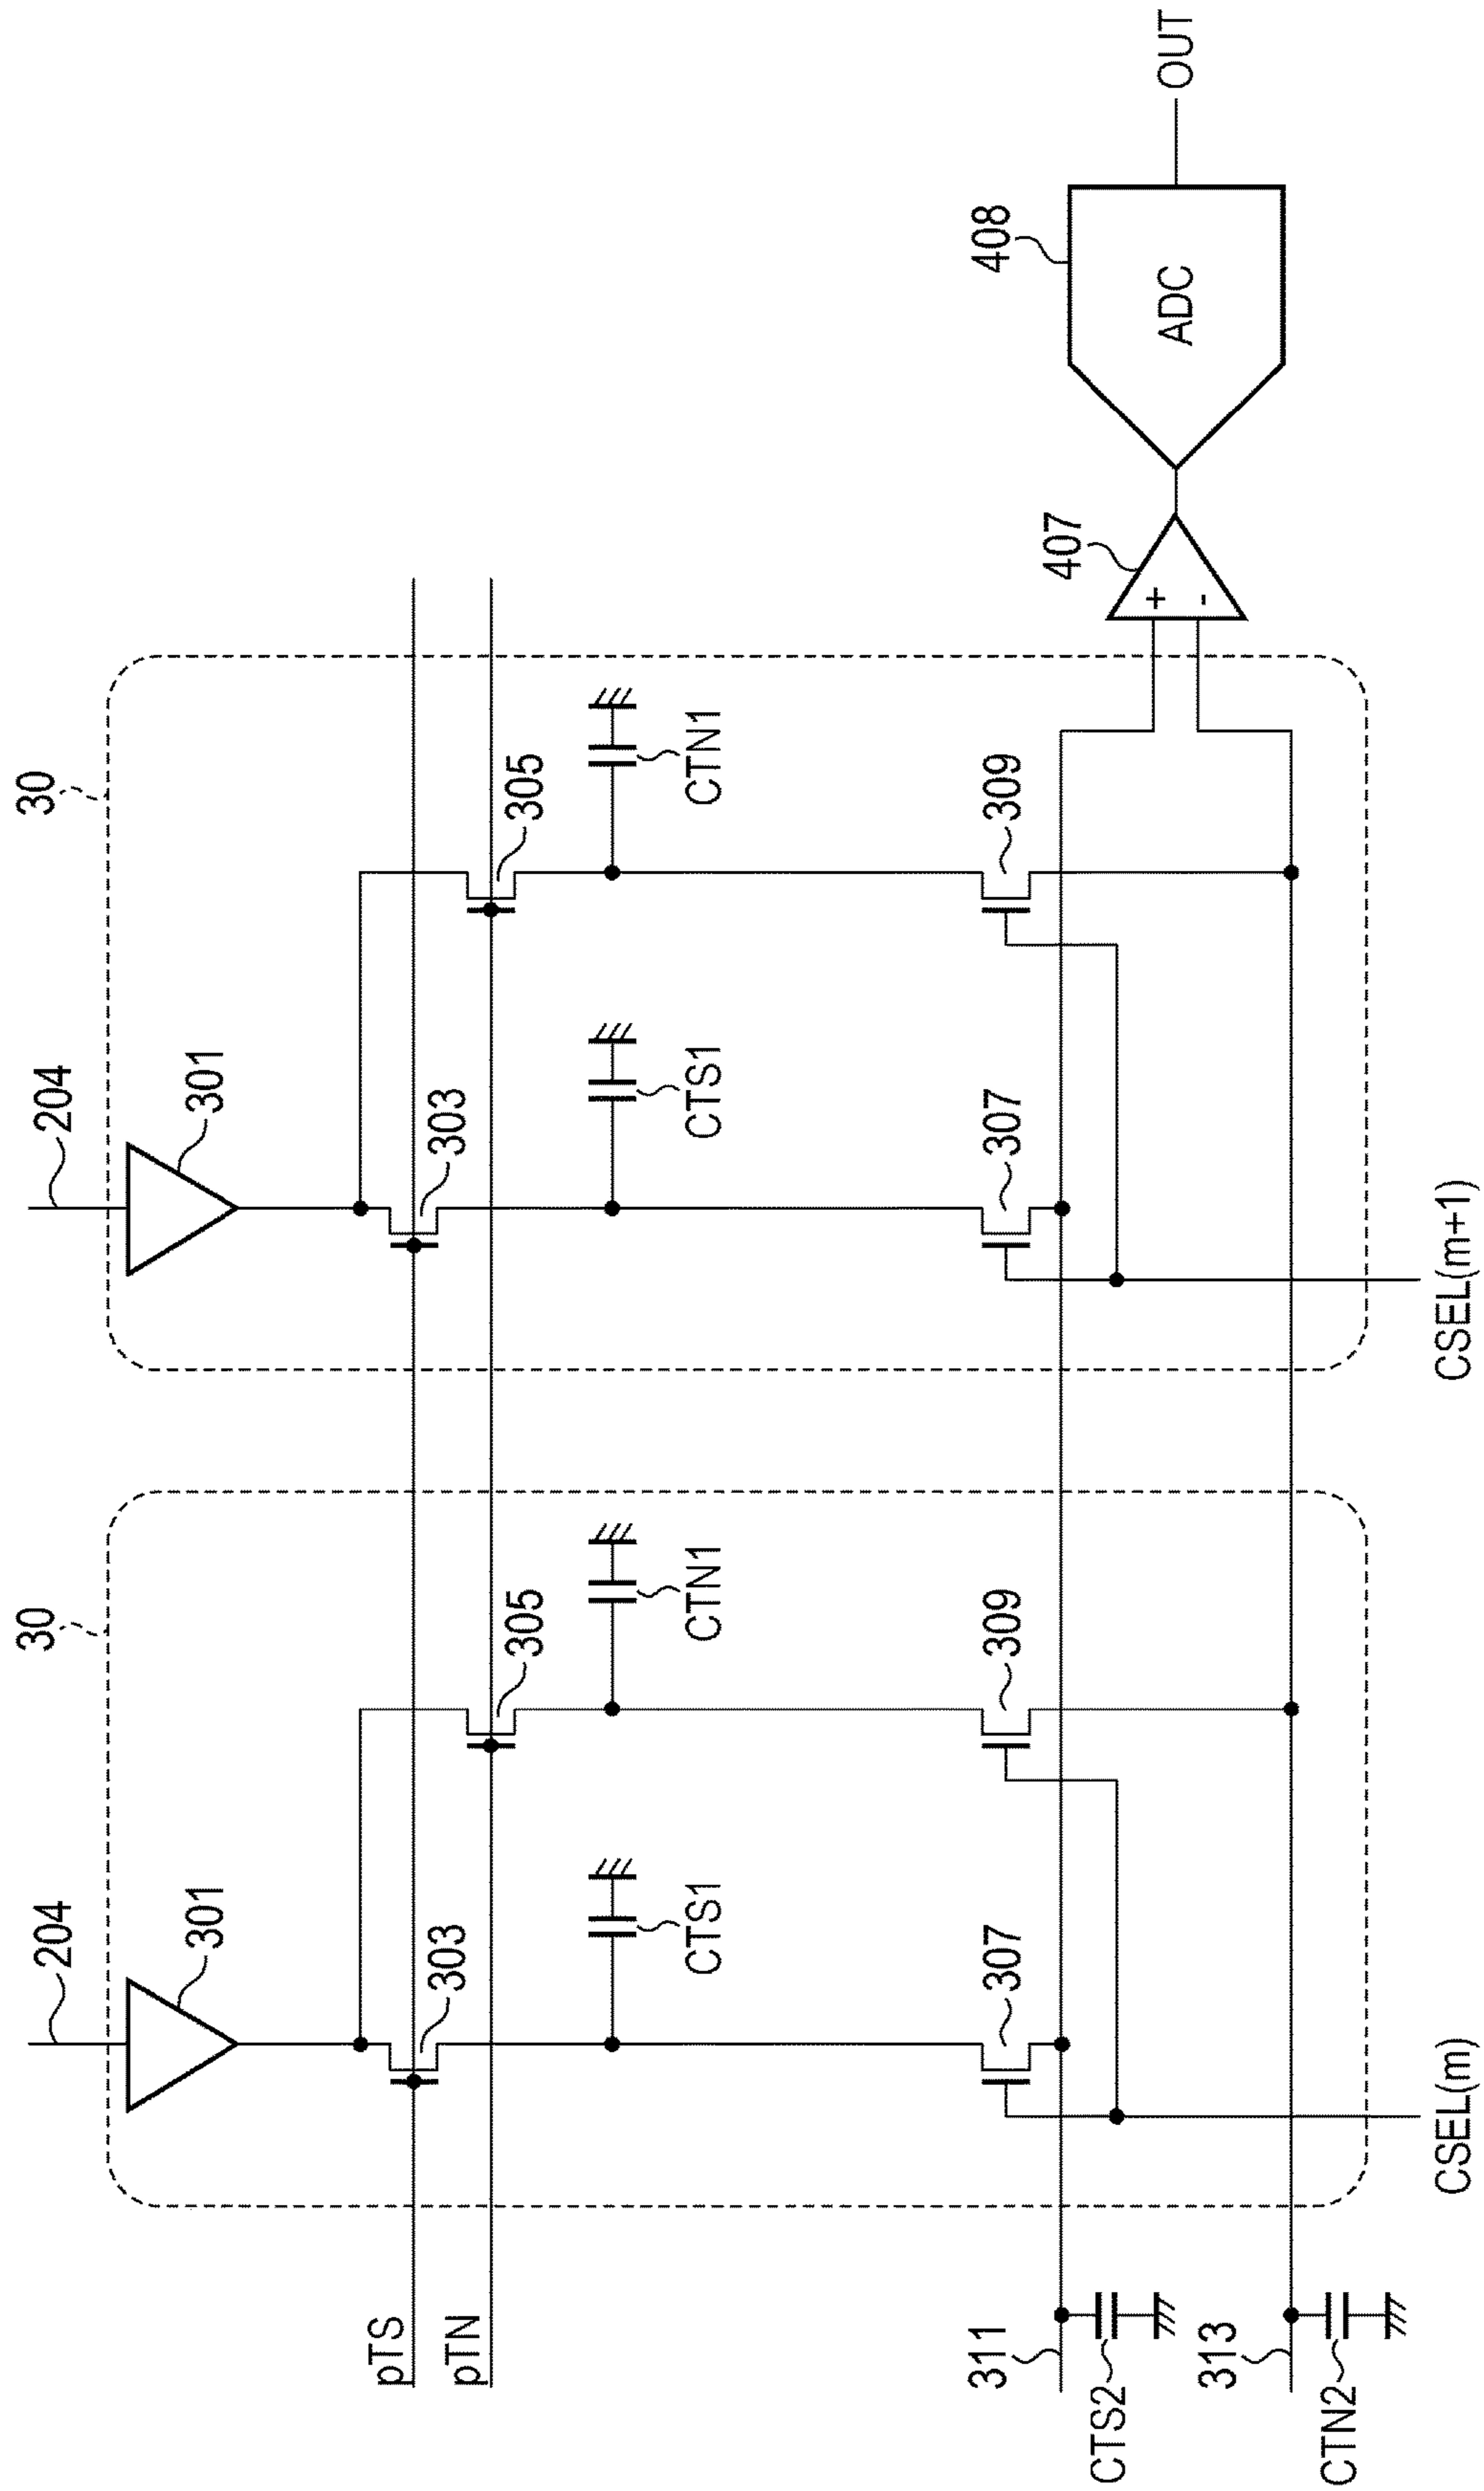 30
30
204
301
204
301
pTS
pTN
303
305
303
305
CTS1
CTN1
CTS1
CTN1
307
309
307
309
407
408
+
-
ADC
OUT
311
CTS2
313
CTN2
CSEL(m)
CSEL(m+1)